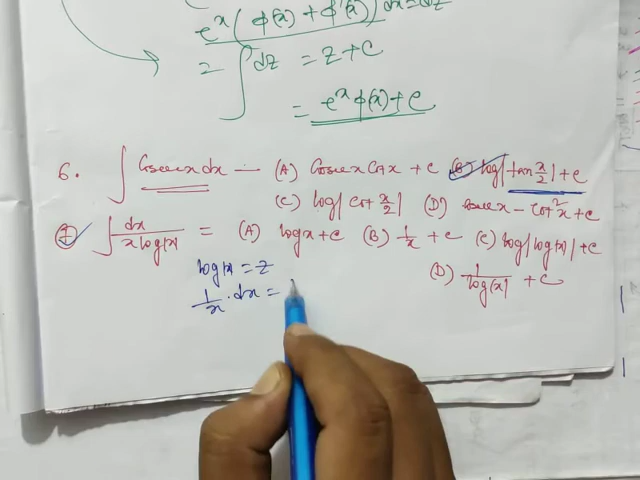 e^x (φ(x) + φ'(x)) dx = dz
= ∫ dz = z + c
= e^x φ(x) + c
6. ∫ Cosec x dx — (A) Cosec x Cot x + c (B) log|tan x/2| + c
(C) log|cot x/2| (D) cosec x - cot²x + c
7 ∫ dx / x log|x| = (A) log x + c (B) 1/x + c (C) log|log|x|| + c
(D) 1/log|x| + c
log|x| = z
1/x . dx =